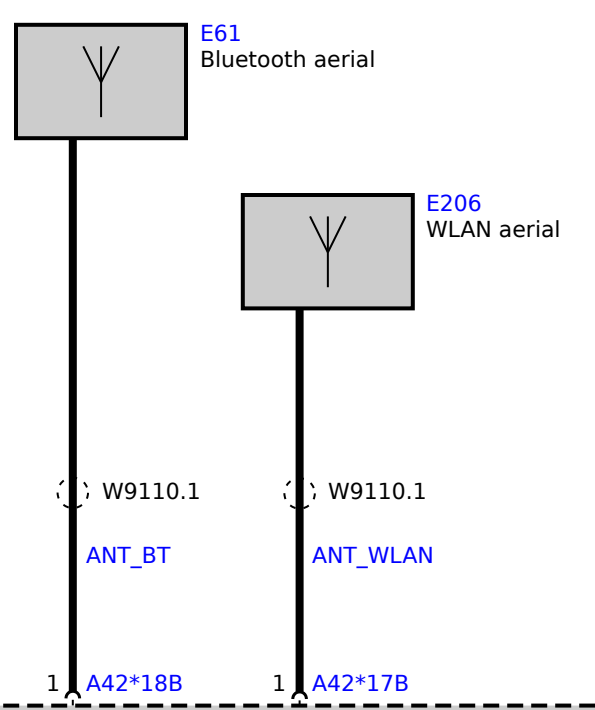 E61
Bluetooth aerial
E206
WLAN aerial
W9110.1
W9110.1
ANT_BT
ANT_WLAN
1 A42*18B
1 A42*17B